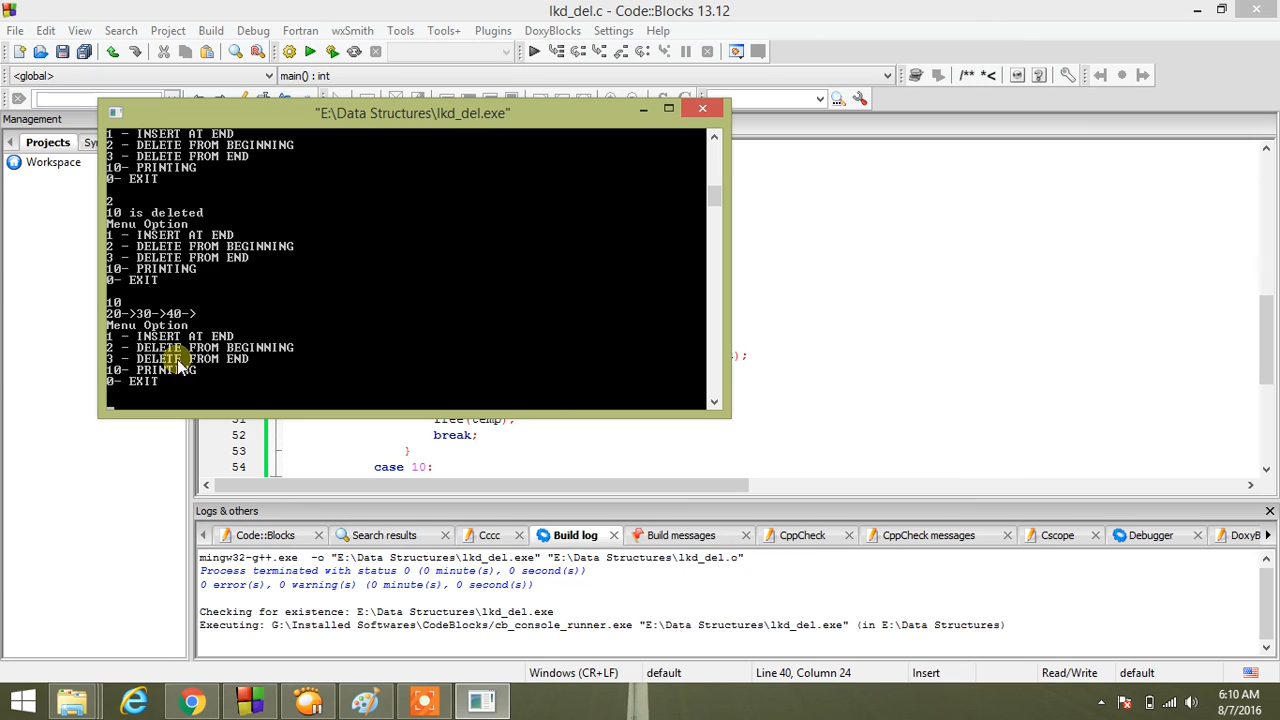 lkd_del.c - Code::Blocks 13.12
File Edit View Search Project Build Debug Fortran wxSmith Tools Tools+ Plugins DoxyBlocks Settings Help
<global> main() : int
/** *<
Management
Projects Sy
Workspace
"E:\Data Structures\lkd_del.exe"
1 - INSERT AT END
2 - DELETE FROM BEGINNING
3 - DELETE FROM END
10- PRINTING
0- EXIT
2
10 is deleted
Menu Option
1 - INSERT AT END
2 - DELETE FROM BEGINNING
3 - DELETE FROM END
10- PRINTING
0- EXIT
10
20->30->40->
Menu Option
1 - INSERT AT END
2 - DELETE FROM BEGINNING
3 - DELETE FROM END
10- PRINTING
0- EXIT
);
51 free(temp);
52 break;
53 }
54 case 10:
Logs & others
Code::Blocks Search results Cccc Build log Build messages CppCheck CppCheck messages Cscope Debugger DoxyB
mingw32-g++.exe -o "E:\Data Structures\lkd_del.exe" "E:\Data Structures\lkd_del.o"
Process terminated with status 0 (0 minute(s), 0 second(s))
0 error(s), 0 warning(s) (0 minute(s), 0 second(s))
Checking for existence: E:\Data Structures\lkd_del.exe
Executing: G:\Installed Softwares\CodeBlocks/cb_console_runner.exe "E:\Data Structures\lkd_del.exe" (in E:\Data Structures)
Windows (CR+LF) default Line 40, Column 24 Insert Read/Write default
6:10 AM
8/7/2016